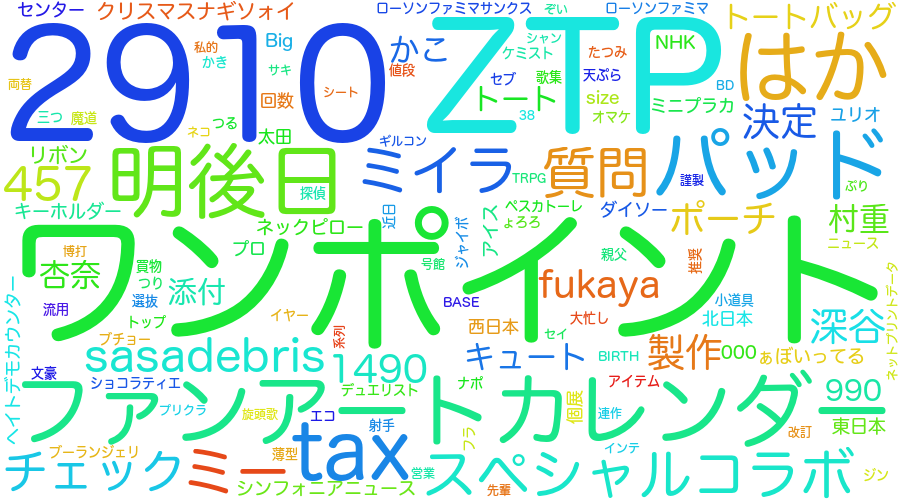 センター クリスマスナギソォイ ローソンファミマサンクス ぞい ローソンファミマ トートバッグ
2910 私的 かき Big かこ ZTP シャン ケミスト たつみ NHK はか
両替 サキ 値段 セブ 歌集 天ぷら BD
三つ 魔道 ネコ つる 回数 シート トート 38 size オマケ ミニプラカ 決定 ユリオ
リボン 太田 ギルコン
457 明後日 探偵 ミイラ TRPG 質問 謹製 パッド ぷり
キーホルダー ネックピロー 近日 ペスカトーレ ダイソー ポーチ 村重
博打 プロ ジャイボ アイス ょろろ ニュース
ワンポイント
杏奈 買物 つり 号館 親父 推奨
流用 選抜 添付 BASE fukaya 小道具
トップ イヤー 西日本 大忙し 北日本 深谷
ヘイトデモカウンター プチョー 系列 セイ ネットプリントデータ
sasadebris 1490 キュート BIRTH 製作 000 ぁぼいってる
文豪 ショコラティエ デュエリスト ナポ アイテム 990
ファンアートカレンダー
プリクラ 旋頭歌 エコ 射手 個展 連作 東日本
ブーランジェリ 薄型 tax フラ インテ 改訂
チェック ミー 営業 スペシャルコラボ ジン
シンフォニアニュース 先輩